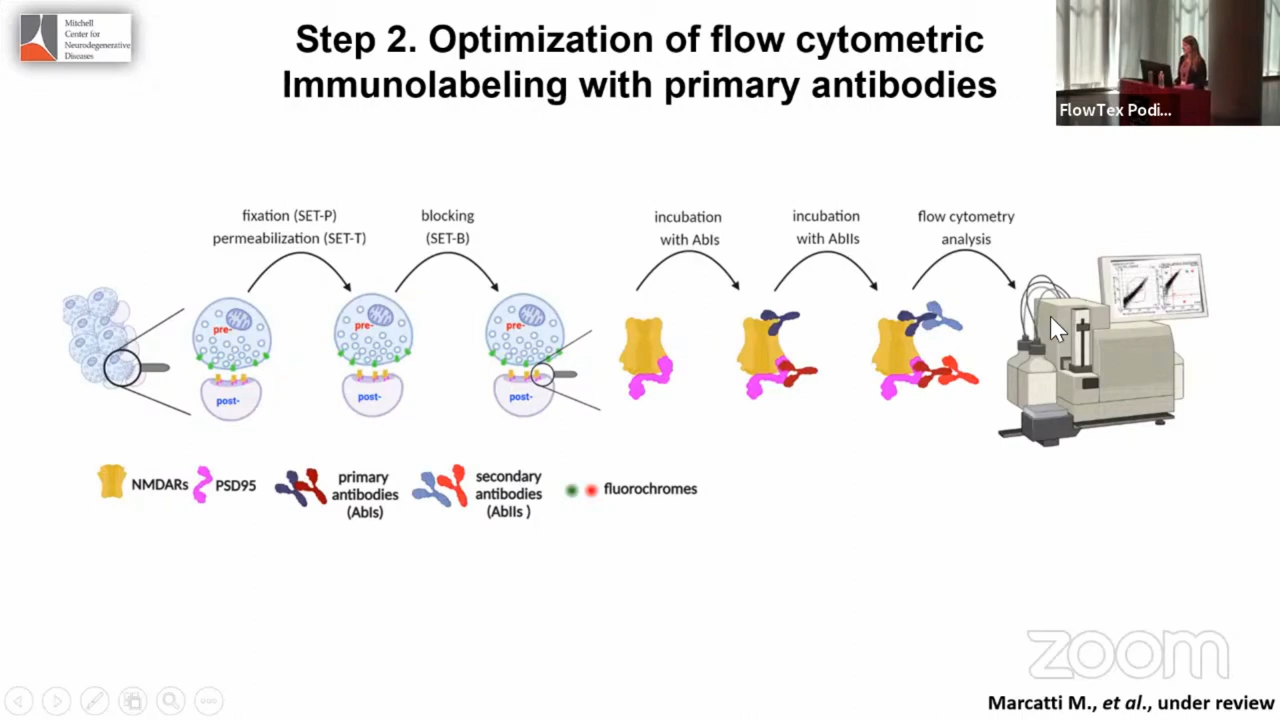 Mitchell
Center for
Neurodegenerative
Diseases
Step 2. Optimization of flow cytometric
Immunolabeling with primary antibodies
FlowTex Podi...
fixation (SET-P)
permeabilization (SET-T)
blocking
(SET-B)
incubation
with AbIs
incubation
with AbIIs
flow cytometry
analysis
pre-
post-
pre-
post-
pre-
post-
NMDARs
PSD95
primary
antibodies
(AbIs)
secondary
antibodies
(AbIIs )
fluorochromes
zoom
Marcatti M., et al., under review